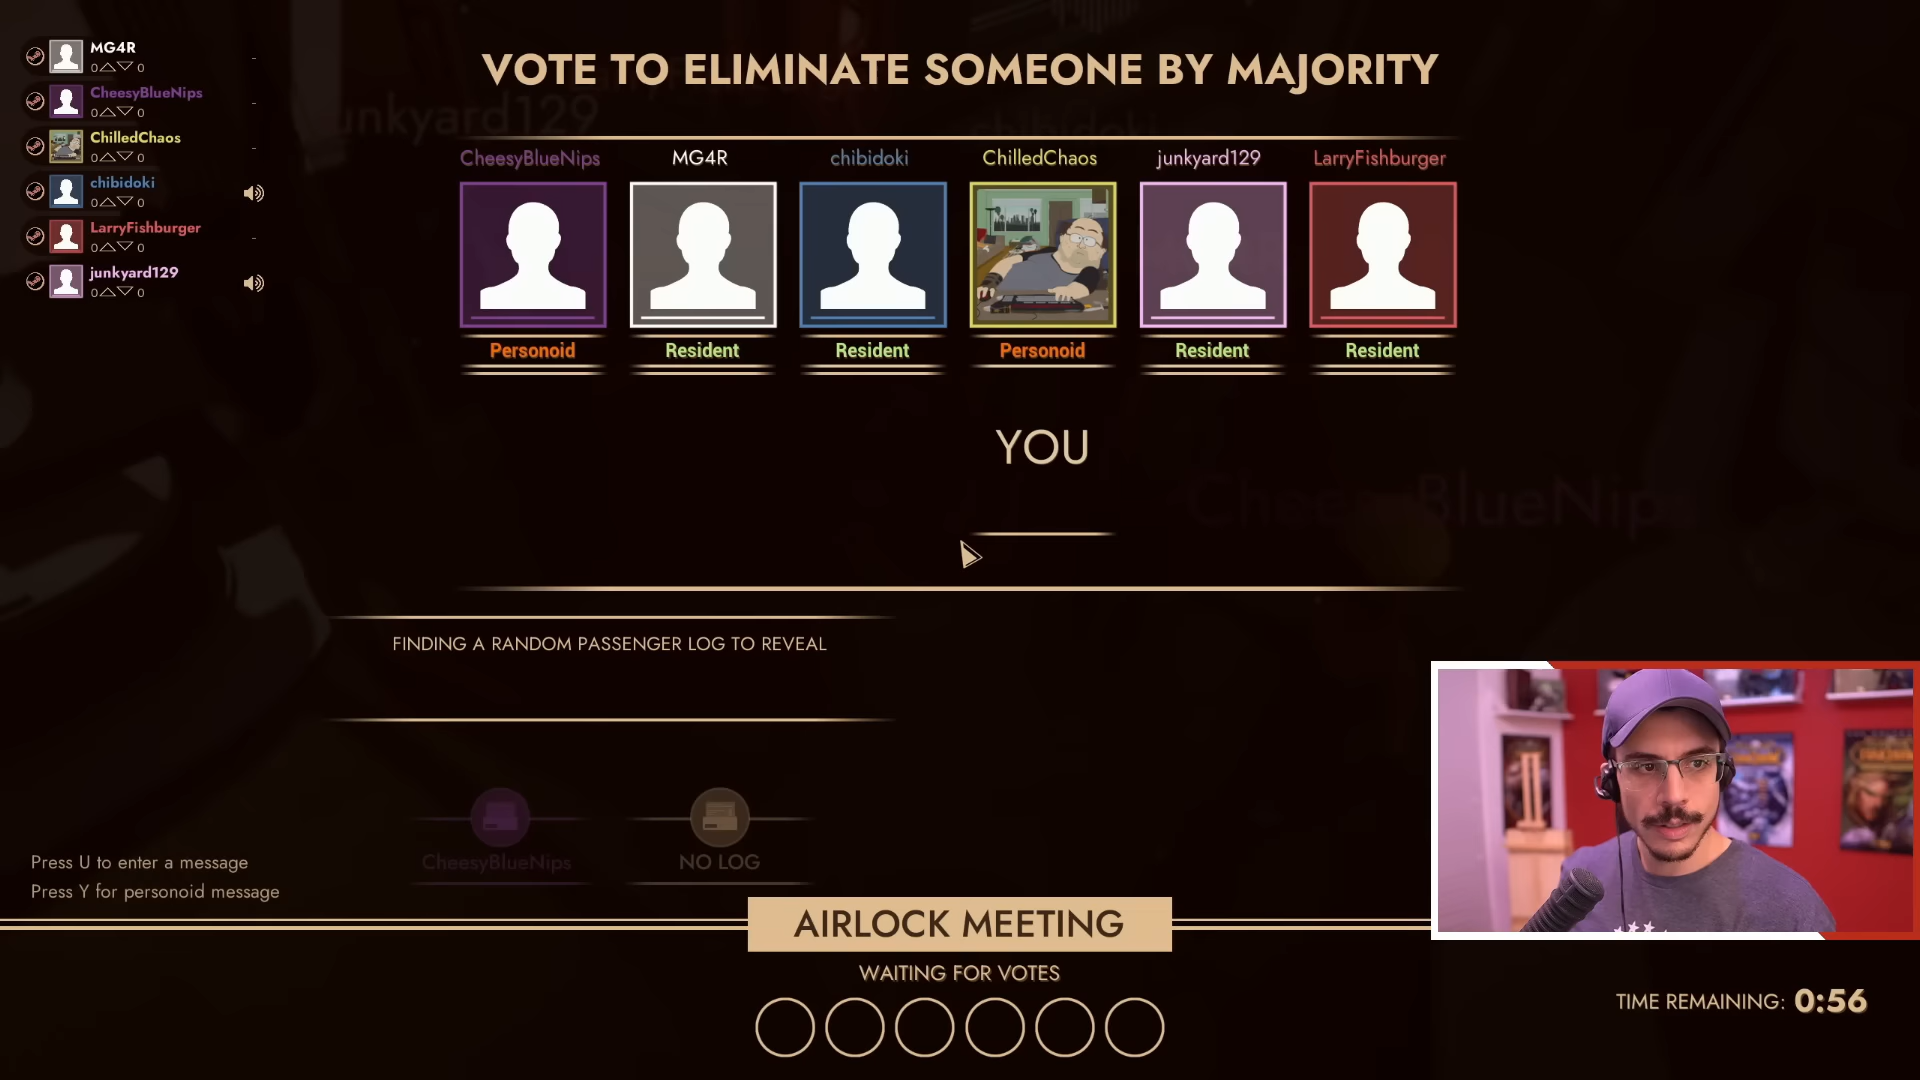 MG4R
0 0 -
CheesyBlueNips
0 0 -
ChilledChaos
0 0 -
chibidoki
0 0
LarryFishburger
0 0 -
junkyard129
0 0
VOTE TO ELIMINATE SOMEONE BY MAJORITY
junkyard129
chibidoki
CheesyBlueNips MG4R chibidoki ChilledChaos junkyard129 LarryFishburger
Personoid Resident Resident Personoid Resident Resident
YOU
CheesyBlueNips
FINDING A RANDOM PASSENGER LOG TO REVEAL
CheesyBlueNips NO LOG
Press U to enter a message
Press Y for personoid message
AIRLOCK MEETING
WAITING FOR VOTES
TIME REMAINING: 0:56